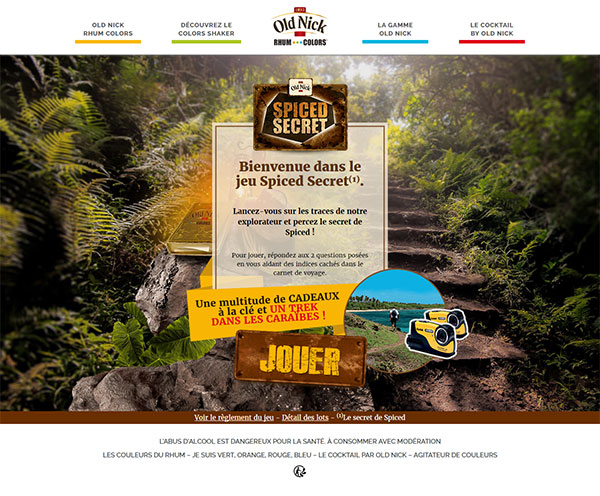 OLD NICK
RHUM COLORS
DÉCOUVREZ LE
COLORS SHAKER
Old Nick
RHUM COLORS
LA GAMME
OLD NICK
LE COCKTAIL
BY OLD NICK
Old Nick
SPICED
SECRET
Bienvenue dans le
jeu Spiced Secret(1).
Lancez-vous sur les traces de notre
explorateur et percez le secret de
Spiced !
Pour jouer, répondez aux 2 questions posées
en vous aidant des indices cachés dans le
carnet de voyage.
Une multitude de CADEAUX
à la clé et UN TREK
DANS LES CARAÏBES !
JOUER
Voir le règlement du jeu – Détail des lots – (1)Le secret de Spiced
L'ABUS D'ALCOOL EST DANGEREUX POUR LA SANTÉ. À CONSOMMER AVEC MODÉRATION
LES COULEURS DU RHUM – JE SUIS VERT, ORANGE, ROUGE, BLEU – LE COCKTAIL PAR OLD NICK – AGITATEUR DE COULEURS